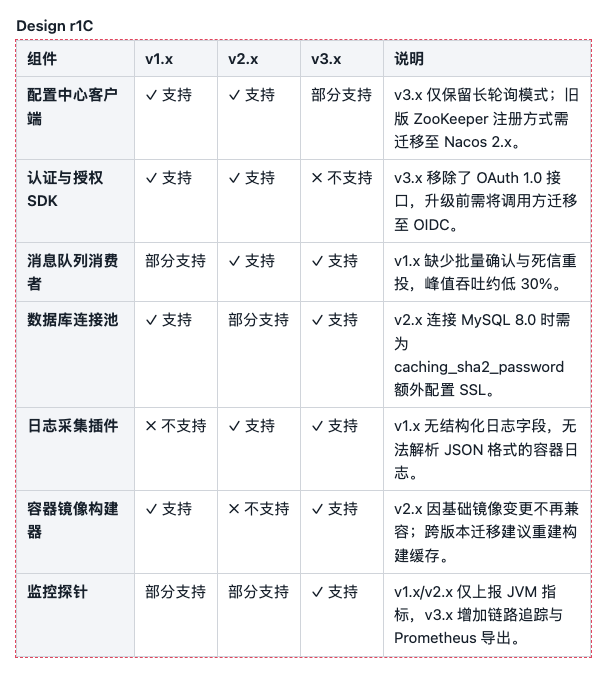 Design r1C
组件 v1.x v2.x v3.x 说明
配置中心客户 ✓ 支持 ✓ 支持 部分支持 v3.x 仅保留长轮询模式；旧
端 版 ZooKeeper 注册方式需
迁移至 Nacos 2.x。
认证与授权 ✓ 支持 ✓ 支持 ✕ 不支持 v3.x 移除了 OAuth 1.0 接
SDK 口，升级前需将调用方迁移
至 OIDC。
消息队列消费 部分支持 ✓ 支持 ✓ 支持 v1.x 缺少批量确认与死信重
者 投，峰值吞吐约低 30%。
数据库连接池 ✓ 支持 部分支持 ✓ 支持 v2.x 连接 MySQL 8.0 时需
为
caching_sha2_password
额外配置 SSL。
日志采集插件 ✕ 不支持 ✓ 支持 ✓ 支持 v1.x 无结构化日志字段，无
法解析 JSON 格式的容器日
志。
容器镜像构建 ✓ 支持 ✕ 不支持 ✓ 支持 v2.x 因基础镜像变更不再兼
器 容；跨版本迁移建议重建构
建缓存。
监控探针 部分支持 部分支持 ✓ 支持 v1.x/v2.x 仅上报 JVM 指
标，v3.x 增加链路追踪与
Prometheus 导出。